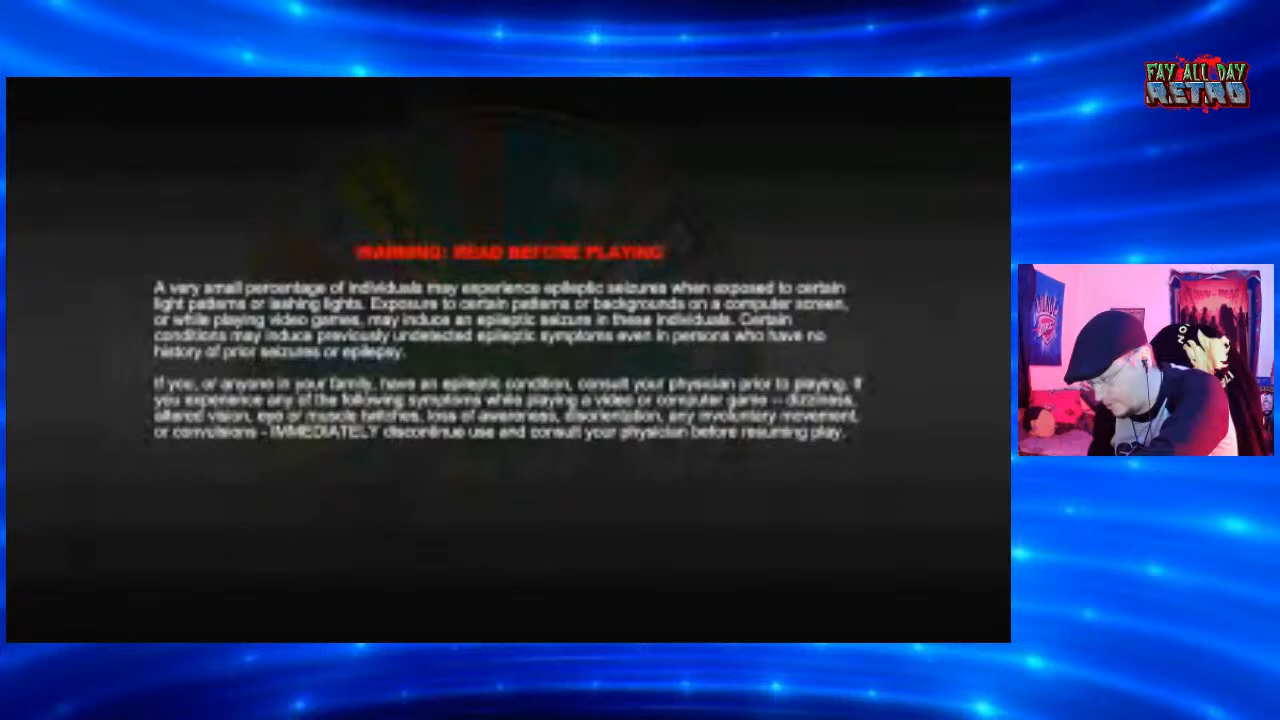 FAY ALL DAY
RETRO
WARNING: READ BEFORE PLAYING
A very small percentage of individuals may experience epileptic seizures when exposed to certain
light patterns or flashing lights. Exposure to certain patterns or backgrounds on a computer screen,
or while playing video games, may induce an epileptic seizure in these individuals. Certain
conditions may induce previously undetected epileptic symptoms even in persons who have no
history of prior seizures or epilepsy.
If you, or anyone in your family, have an epileptic condition, consult your physician prior to playing. If
you experience any of the following symptoms while playing a video or computer game -- dizziness,
altered vision, eye or muscle twitches, loss of awareness, disorientation, any involuntary movement,
or convulsions - IMMEDIATELY discontinue use and consult your physician before resuming play.